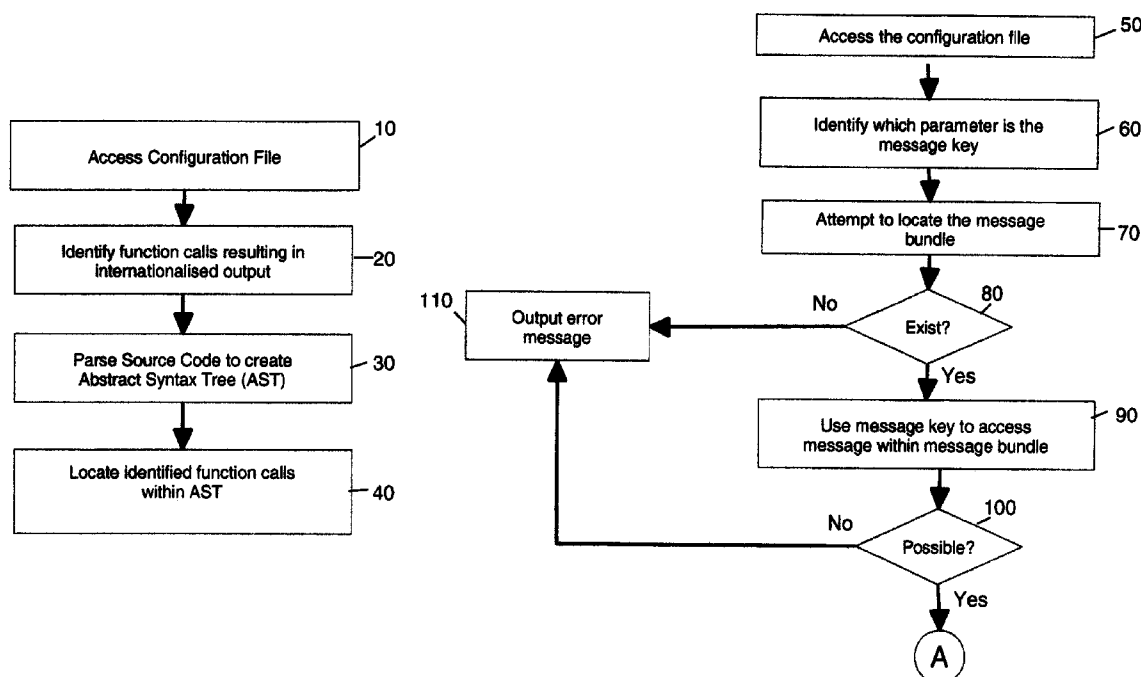 10
Access Configuration File
Identify function calls resulting in
internationalised output
20
Parse Source Code to create
Abstract Syntax Tree (AST)
30
Locate identified function calls
within AST
40
50
Access the configuration file
Identify which parameter is the
message key
60
Attempt to locate the message
bundle
70
80
Exist?
No
Yes
110
Output error
message
Use message key to access
message within message bundle
90
100
Possible?
No
Yes
A